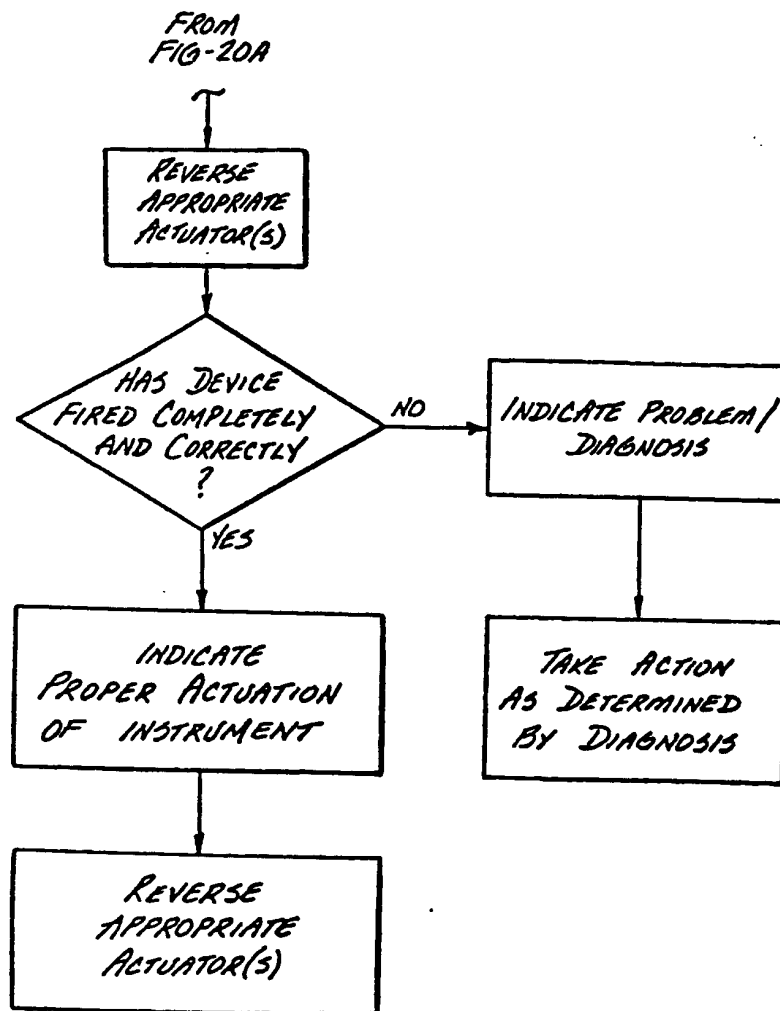 FROM
FIG-20A
REVERSE
APPROPRIATE
ACTUATOR(S)
HAS DEVICE
FIRED COMPLETELY
AND CORRECTLY
?
NO
INDICATE PROBLEM/
DIAGNOSIS
YES
INDICATE
PROPER ACTUATION
OF INSTRUMENT
TAKE ACTION
AS DETERMINED
BY DIAGNOSIS
REVERSE
APPROPRIATE
ACTUATOR(S)